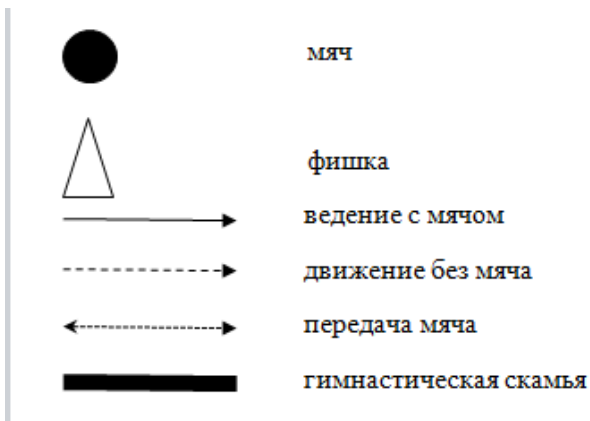 мяч
фишка
ведение с мячом
движение без мяча
передача мяча
гимнастическая скамья